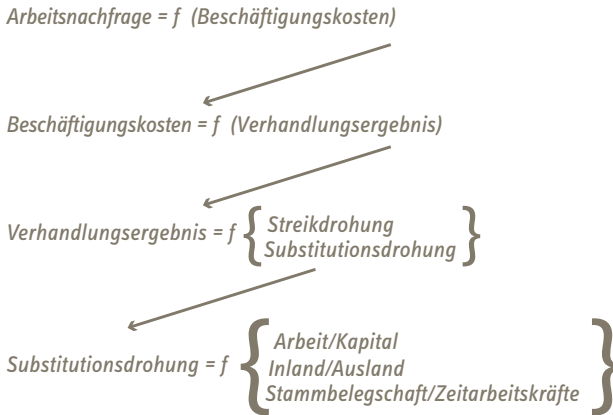 Arbeitsnachfrage = f (Beschäftigungskosten)
Beschäftigungskosten = f (Verhandlungsergebnis)
Verhandlungsergebnis = f { Streikdrohung
Substitutionsdrohung }
Substitutionsdrohung = f { Arbeit/Kapital
Inland/Ausland
Stammbelegschaft/Zeitarbeitskräfte }